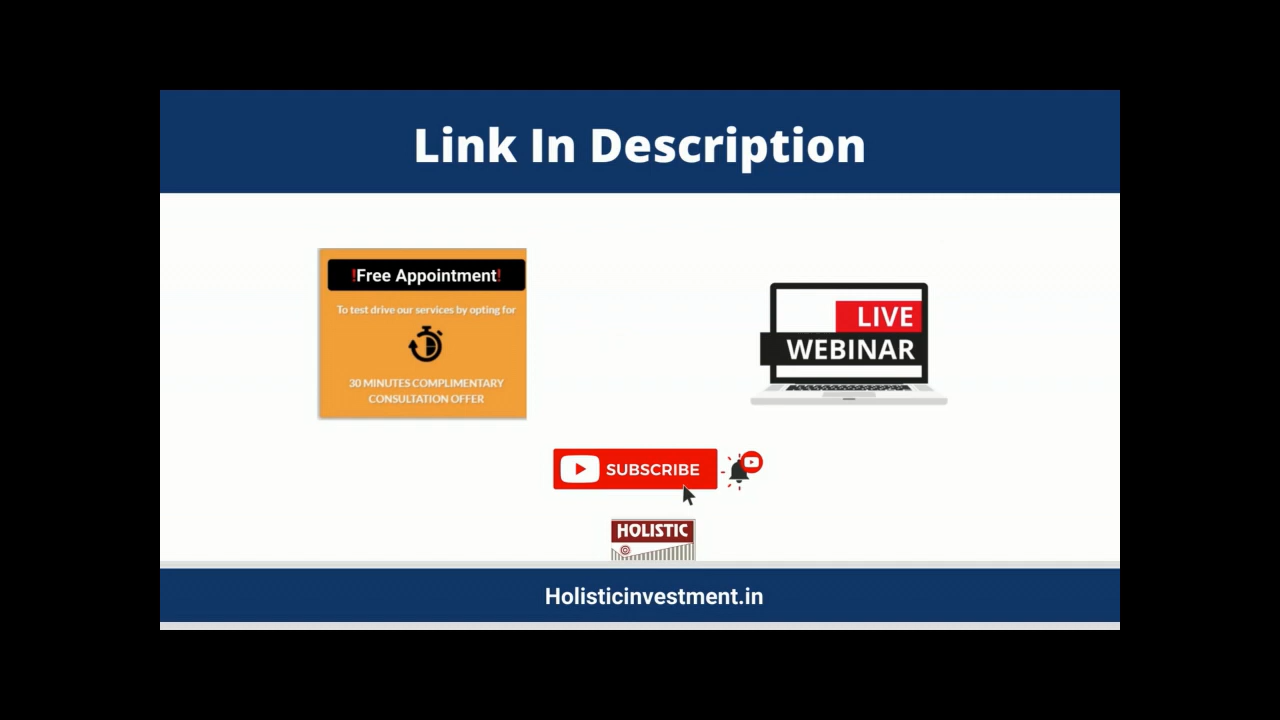 Link In Description
!Free Appointment!
To test drive our services by opting for
30 MINUTES COMPLIMENTARY
CONSULTATION OFFER
LIVE
WEBINAR
SUBSCRIBE
HOLISTIC
Holisticinvestment.in